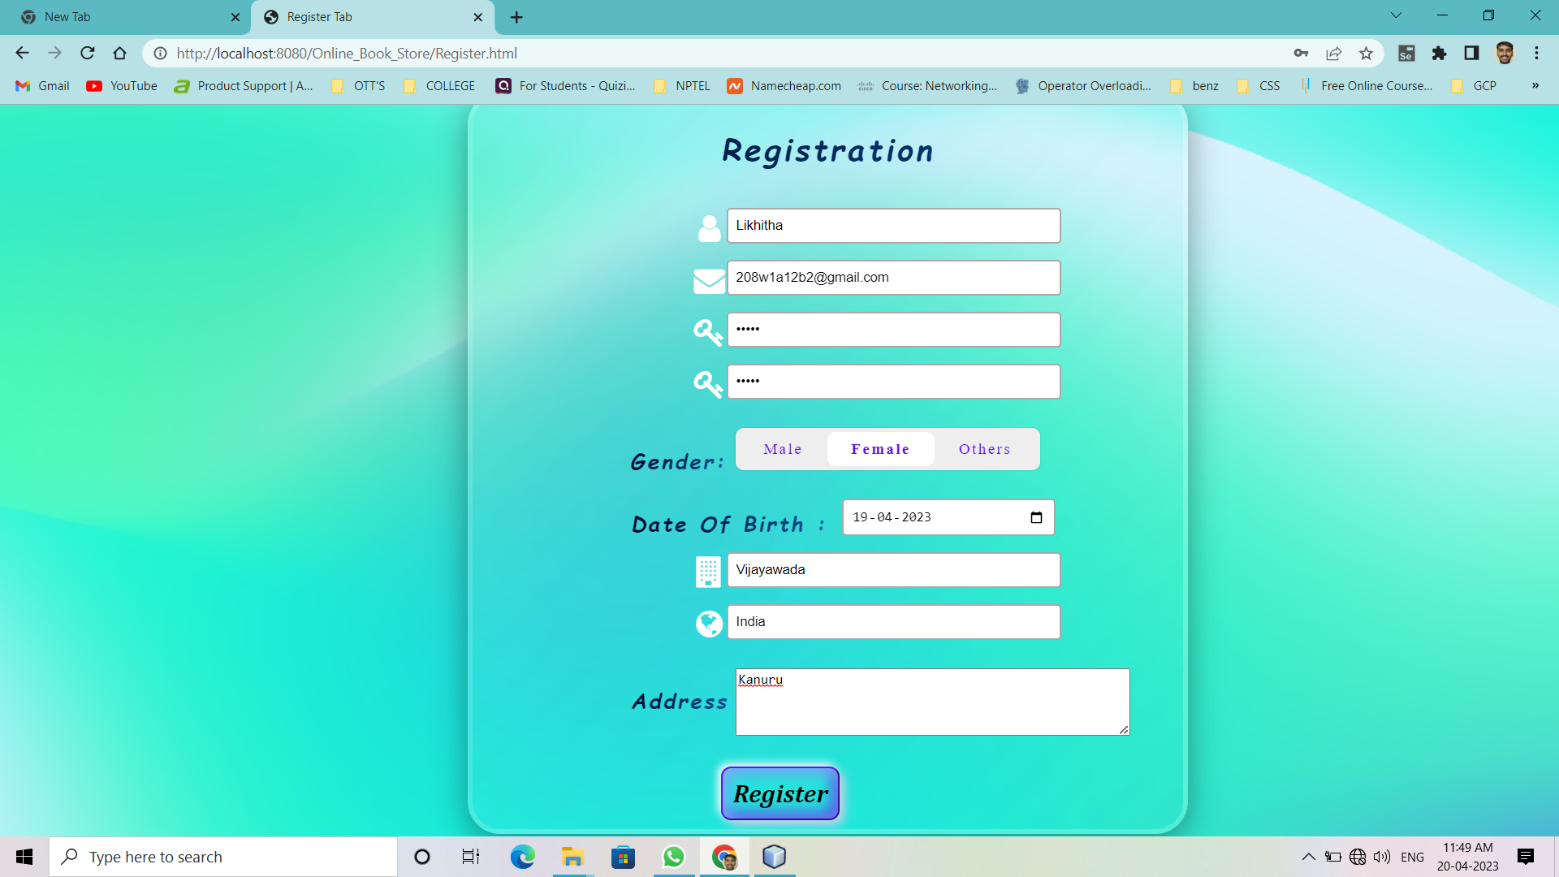 New Tab
Register Tab
http://localhost:8080/Online_Book_Store/Register.html
Se
Gmail YouTube Product Support | A... OTT'S COLLEGE For Students - Quizi... NPTEL Namecheap.com Course: Networking... Operator Overloadi... benz CSS Free Online Course... GCP »
Registration
Likhitha
208w1a12b2@gmail.com
•••••
•••••
Gender: Male Female Others
Date Of Birth : 19-04-2023
Vijayawada
India
Address Kanuru
Register
Type here to search
ENG
11:49 AM
20-04-2023